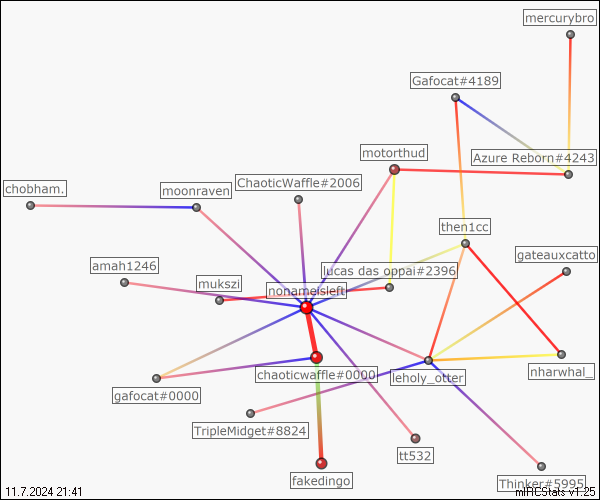 mercurybro
Gafocat#4189
motorthud
Azure Reborn#4243
ChaoticWaffle#2006
chobham.
moonraven
then1cc
gateauxcatto
amah1246
lucas das oppai#2396
mukszi
nonameisleft
chaoticwaffle#0000
leholy_otter
nharwhal_
gafocat#0000
TripleMidget#8824
tt532
fakedingo
Thinker#5995
11.7.2024 21:41
mIRCStats v1.25